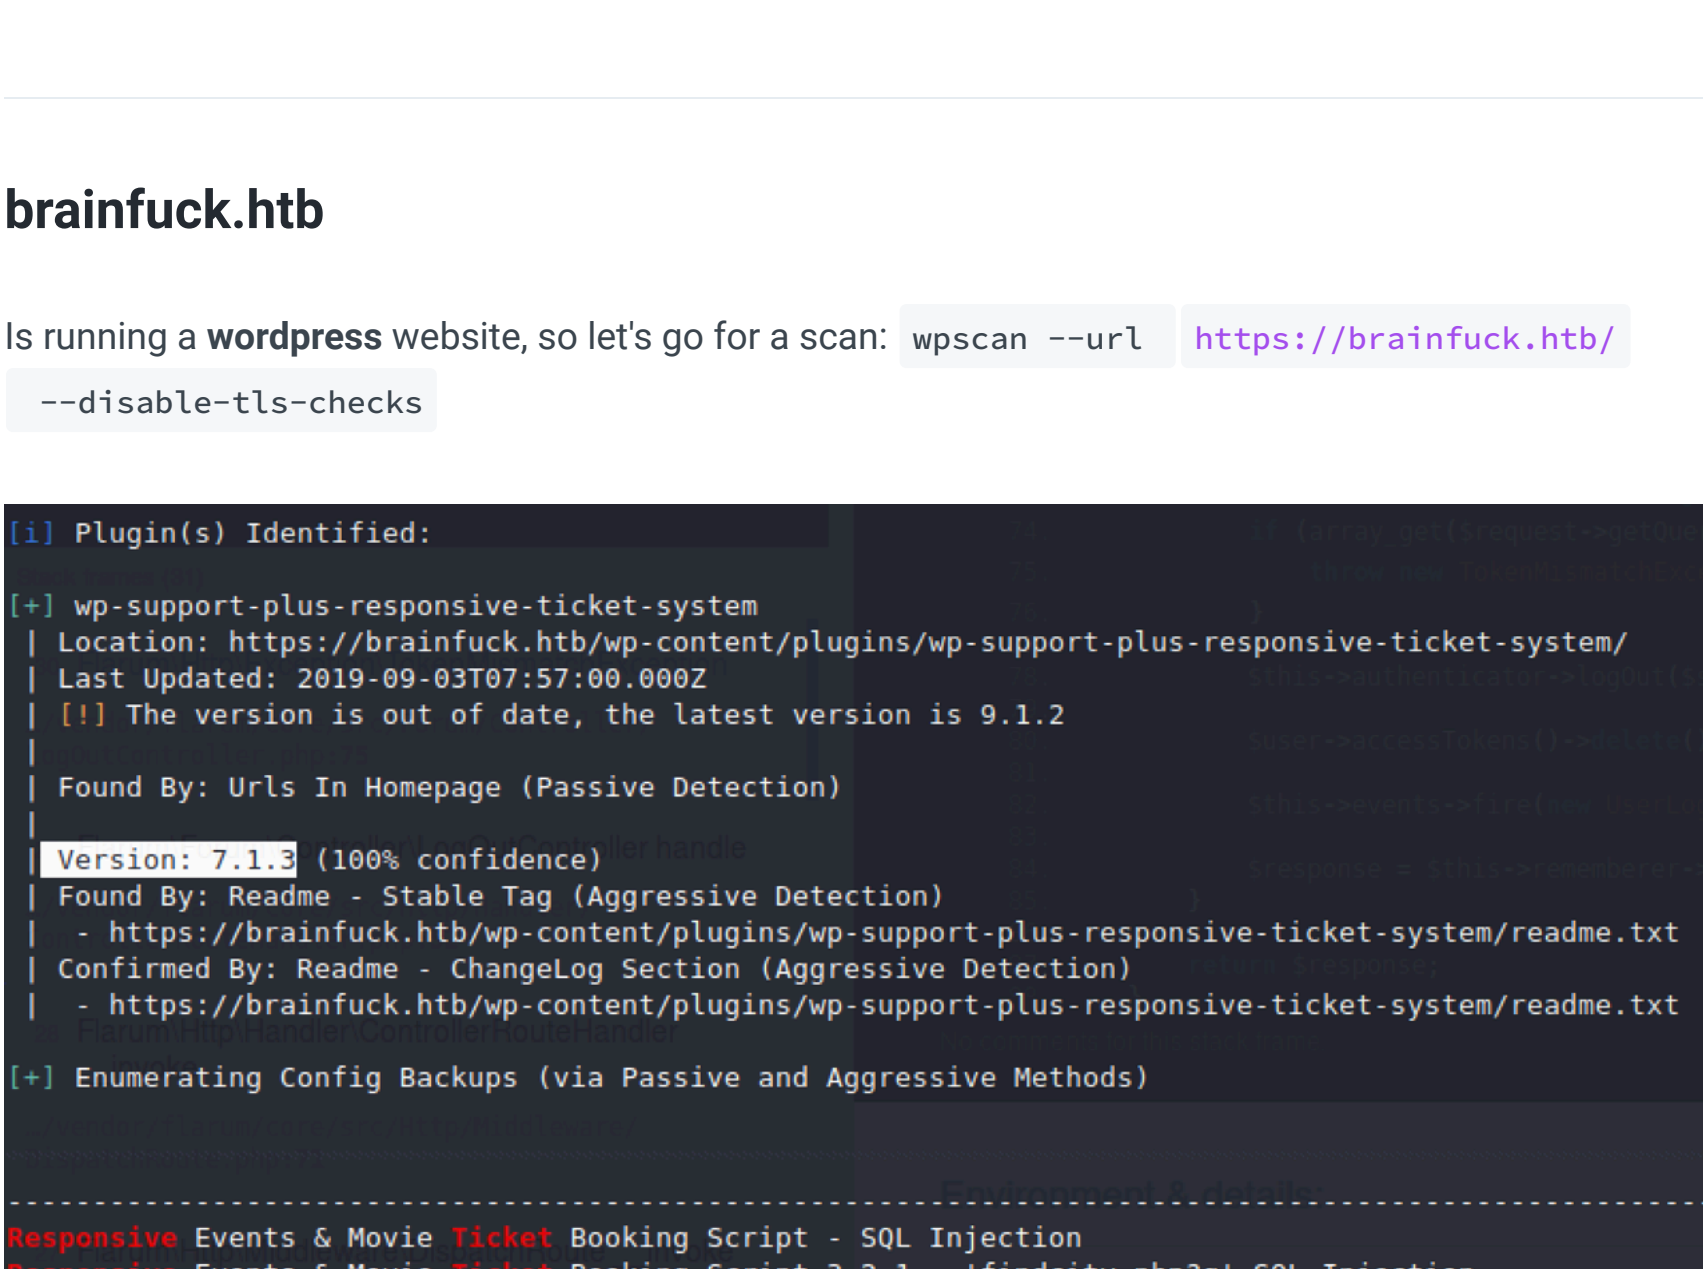 brainfuck.htb
Is running a wordpress website, so let's go for a scan: wpscan --url https://brainfuck.htb/
--disable-tls-checks
[i] Plugin(s) Identified:
[+] wp-support-plus-responsive-ticket-system
| Location: https://brainfuck.htb/wp-content/plugins/wp-support-plus-responsive-ticket-system/
| Last Updated: 2019-09-03T07:57:00.000Z
| [!] The version is out of date, the latest version is 9.1.2
|
| Found By: Urls In Homepage (Passive Detection)
|
| Version: 7.1.3 (100% confidence)
| Found By: Readme - Stable Tag (Aggressive Detection)
|  - https://brainfuck.htb/wp-content/plugins/wp-support-plus-responsive-ticket-system/readme.txt
| Confirmed By: Readme - ChangeLog Section (Aggressive Detection)
|  - https://brainfuck.htb/wp-content/plugins/wp-support-plus-responsive-ticket-system/readme.txt
[+] Enumerating Config Backups (via Passive and Aggressive Methods)
Responsive Events & Movie Ticket Booking Script - SQL Injection